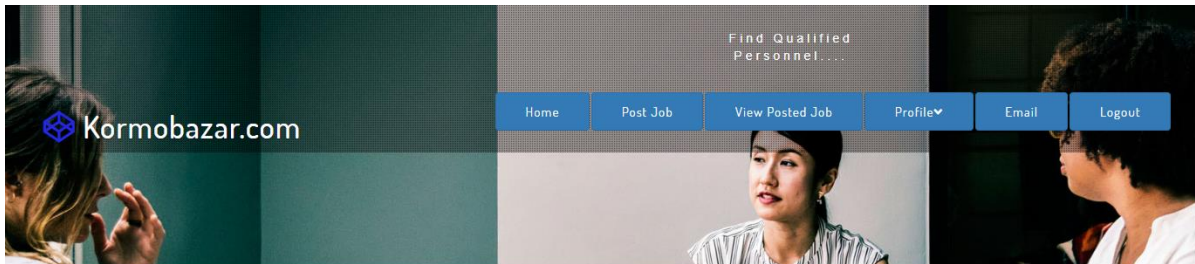 Find Qualified
Personnel....
Home Post Job View Posted Job Profile Email Logout
Kormobazar.com